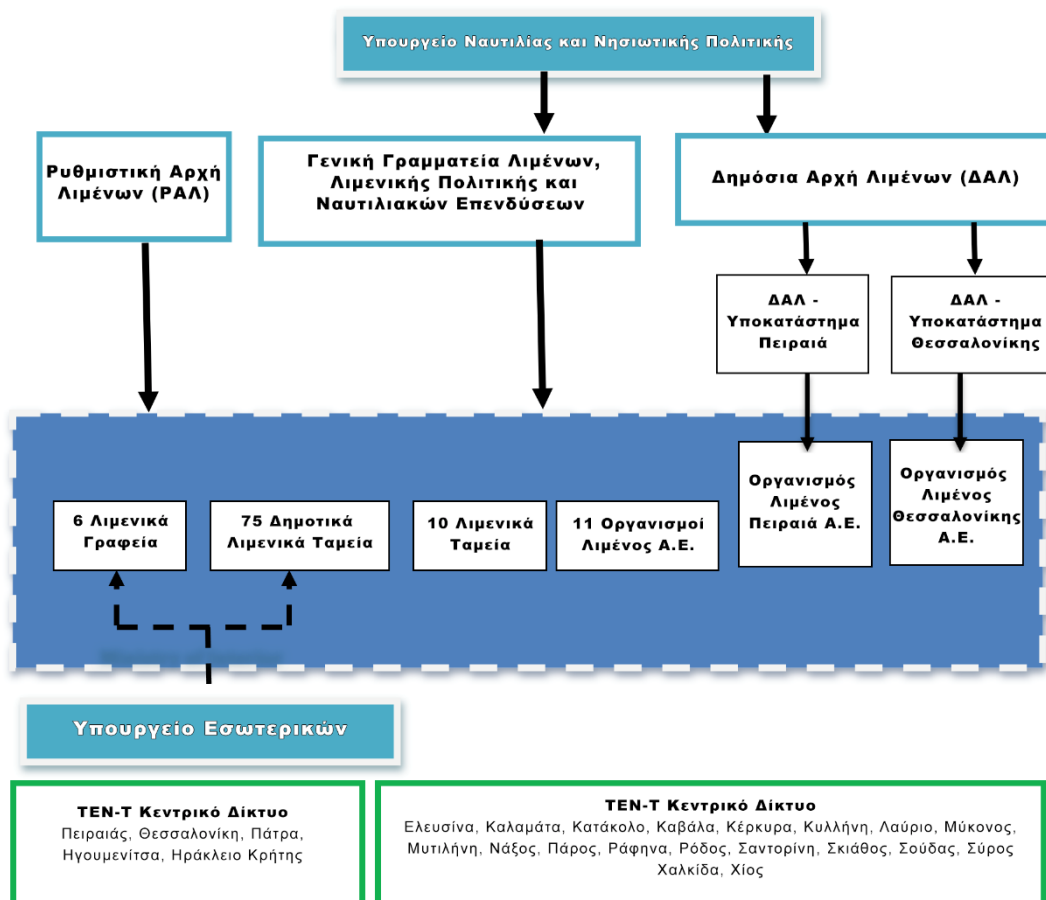 Υπουργείο Ναυτιλίας και Νησιωτικής Πολιτικής
Ρυθμιστική Αρχή
Λιμένων (ΡΑΛ)
Γενική Γραμματεία Λιμένων,
Λιμενικής Πολιτικής και
Ναυτιλιακών Επενδύσεων
Δημόσια Αρχή Λιμένων (ΔΑΛ)
ΔΑΛ -
Υποκατάστημα
Πειραιά
ΔΑΛ -
Υποκατάστημα
Θεσσαλονίκης
6 Λιμενικά
Γραφεία
75 Δημοτικά
Λιμενικά Ταμεία
10 Λιμενικά
Ταμεία
11 Οργανισμοί
Λιμένος Α.Ε.
Οργανισμός
Λιμένος
Πειραιά Α.Ε.
Οργανισμός
Λιμένος
Θεσσαλονίκης
Α.Ε.
Υπουργείο Εσωτερικών
TEN-T Κεντρικό Δίκτυο
Πειραιάς, Θεσσαλονίκη, Πάτρα,
Ηγουμενίτσα, Ηράκλειο Κρήτης
TEN-T Κεντρικό Δίκτυο
Ελευσίνα, Καλαμάτα, Κατάκολο, Καβάλα, Κέρκυρα, Κυλλήνη, Λαύριο, Μύκονος,
Μυτιλήνη, Νάξος, Πάρος, Ράφηνα, Ρόδος, Σαντορίνη, Σκιάθος, Σούδας, Σύρος
Χαλκίδα, Χίος